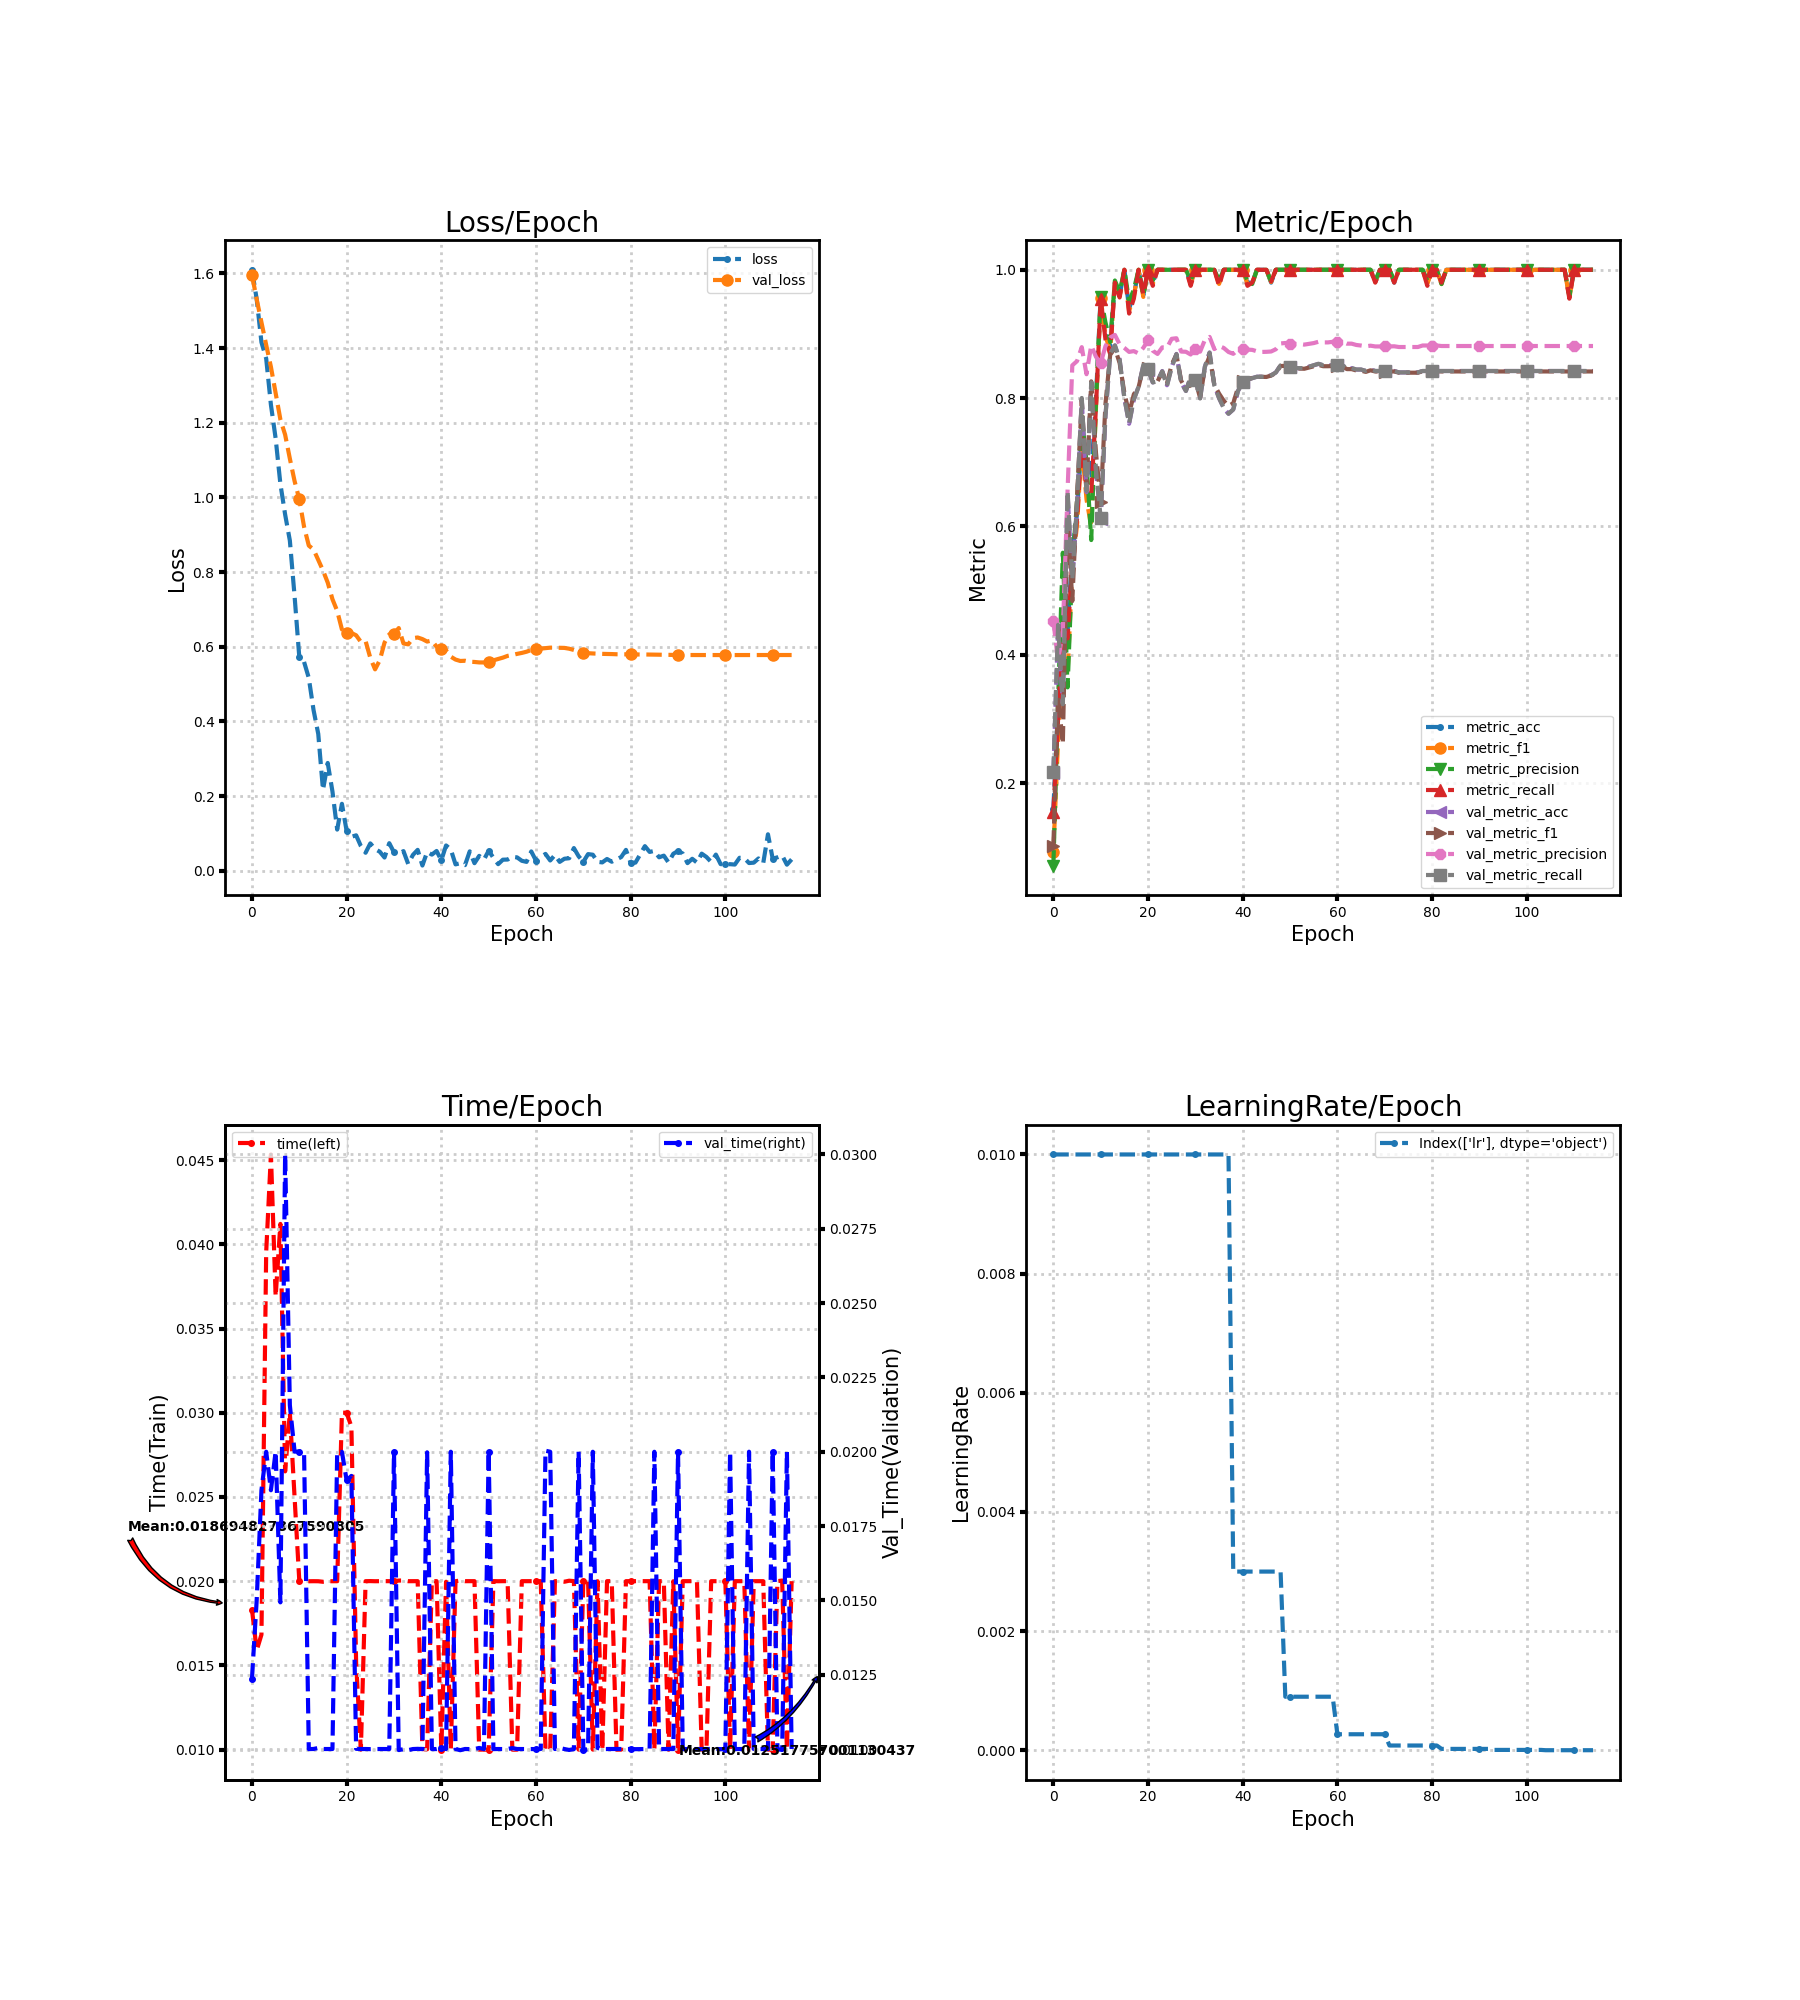 Loss/Epoch
loss
val_loss
1.6
1.4
1.2
1.0
0.8
0.6
0.4
0.2
0.0
Loss
0
20
40
60
80
100
Epoch
Metric/Epoch
1.0
0.8
0.6
0.4
0.2
Metric
metric_acc
metric_f1
metric_precision
metric_recall
val_metric_acc
val_metric_f1
val_metric_precision
val_metric_recall
0
20
40
60
80
100
Epoch
Time/Epoch
time(left)
val_time(right)
0.045
0.040
0.035
0.030
0.025
0.020
0.015
0.010
Time(Train)
0.0300
0.0275
0.0250
0.0225
0.0200
0.0175
0.0150
0.0125
Val_Time(Validation)
0
20
40
60
80
100
Epoch
LearningRate/Epoch
Index(['lr'], dtype='object')
0.010
0.008
0.006
0.004
0.002
0.000
LearningRate
0
20
40
60
80
100
Epoch